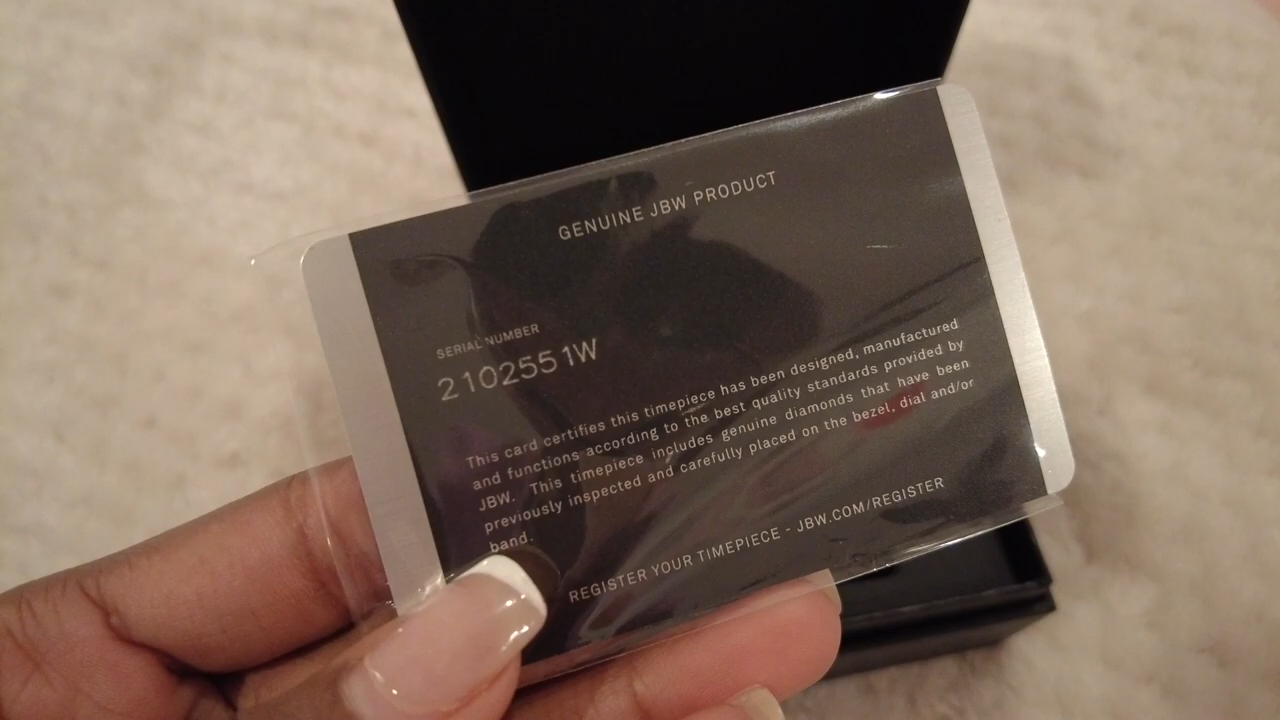 GENUINE JBW PRODUCT
SERIAL NUMBER
2102551W
This card certifies this timepiece has been designed, manufactured
and functions according to the best quality standards provided by
JBW. This timepiece includes genuine diamonds that have been
previously inspected and carefully placed on the bezel, dial and/or
band.
REGISTER YOUR TIMEPIECE - JBW.COM/REGISTER